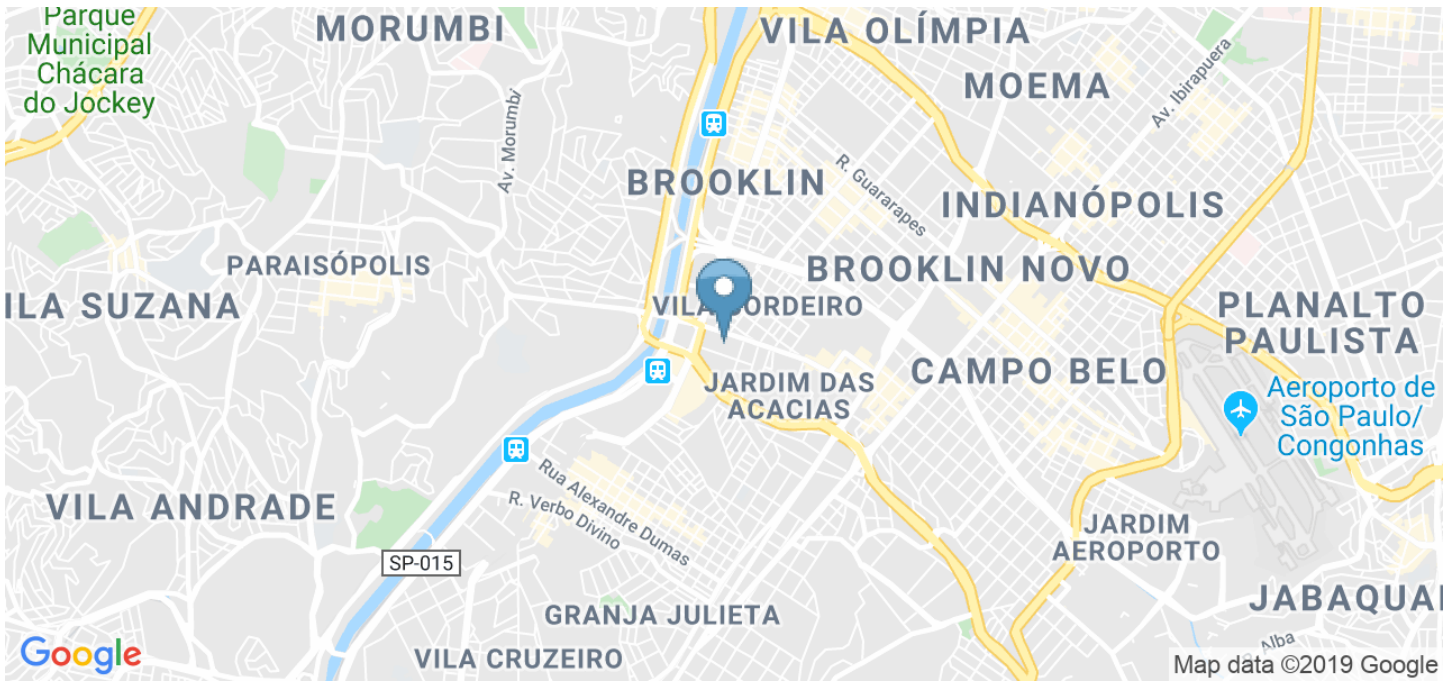 Parque
Municipal
Chácara
do Jockey
MORUMBI
VILA OLÍMPIA
MOEMA
Av. Ibirapuera
Av. Morumbi
BROOKLIN
R. Guararapes
INDIANÓPOLIS
PARAISÓPOLIS
BROOKLIN NOVO
ILA SUZANA
VILA CORDEIRO
PLANALTO
PAULISTA
CAMPO BELO
JARDIM DAS
ACACIAS
Aeroporto de
São Paulo/
Congonhas
VILA ANDRADE
Rua Alexandre Dumas
R. Verbo Divino
JARDIM
AEROPORTO
SP-015
GRANJA JULIETA
JABAQUA
Alba
VILA CRUZEIRO
Google
Map data ©2019 Google